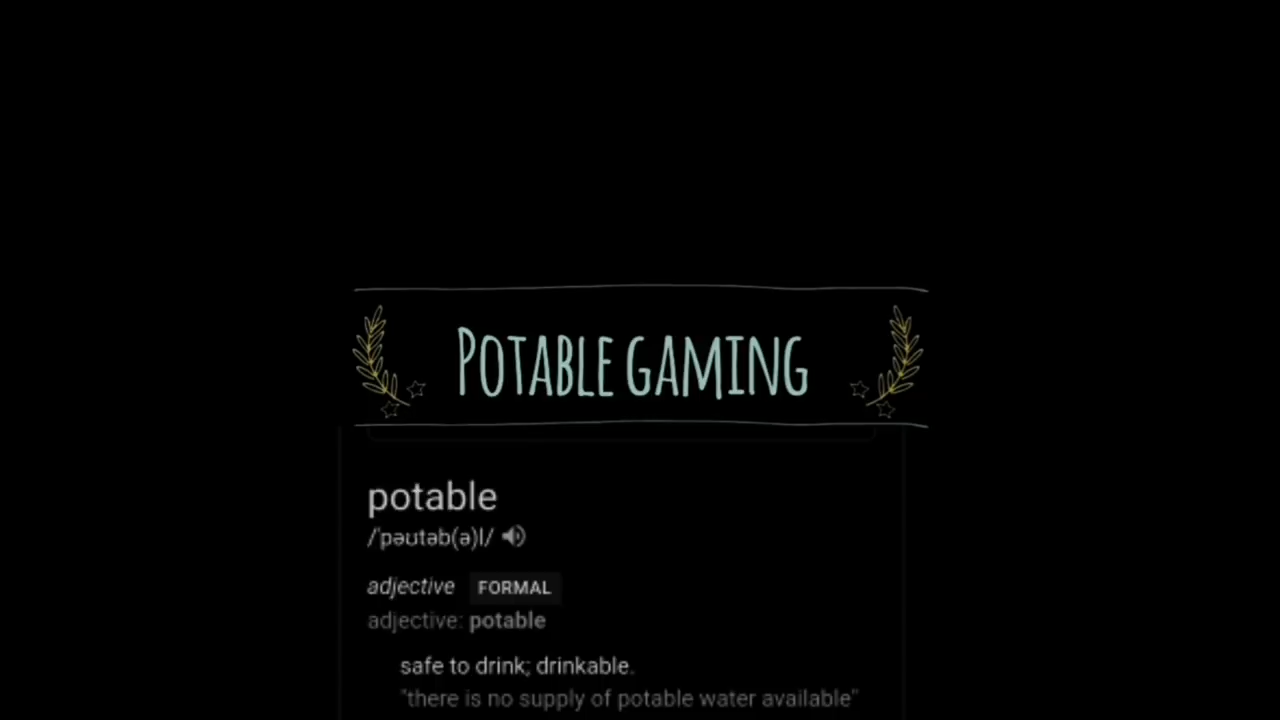 POTABLE GAMING
potable
/ˈpəʊtəb(ə)l/
adjective FORMAL
adjective: potable
safe to drink; drinkable.
"there is no supply of potable water available"